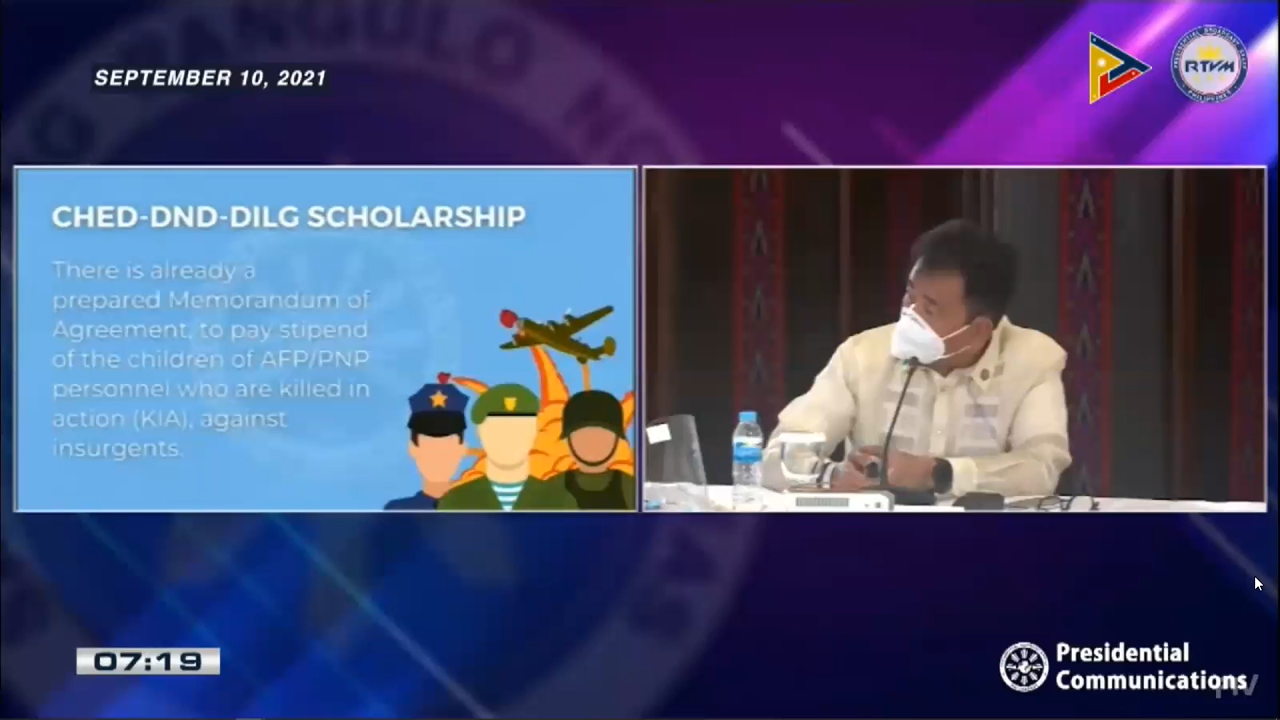 SEPTEMBER 10, 2021
RTVM
CHED-DND-DILG SCHOLARSHIP
There is already a
prepared Memorandum of
Agreement, to pay stipend
of the children of AFP/PNP
personnel who are killed in
action (KIA), against
insurgents.
07:19
Presidential
Communications